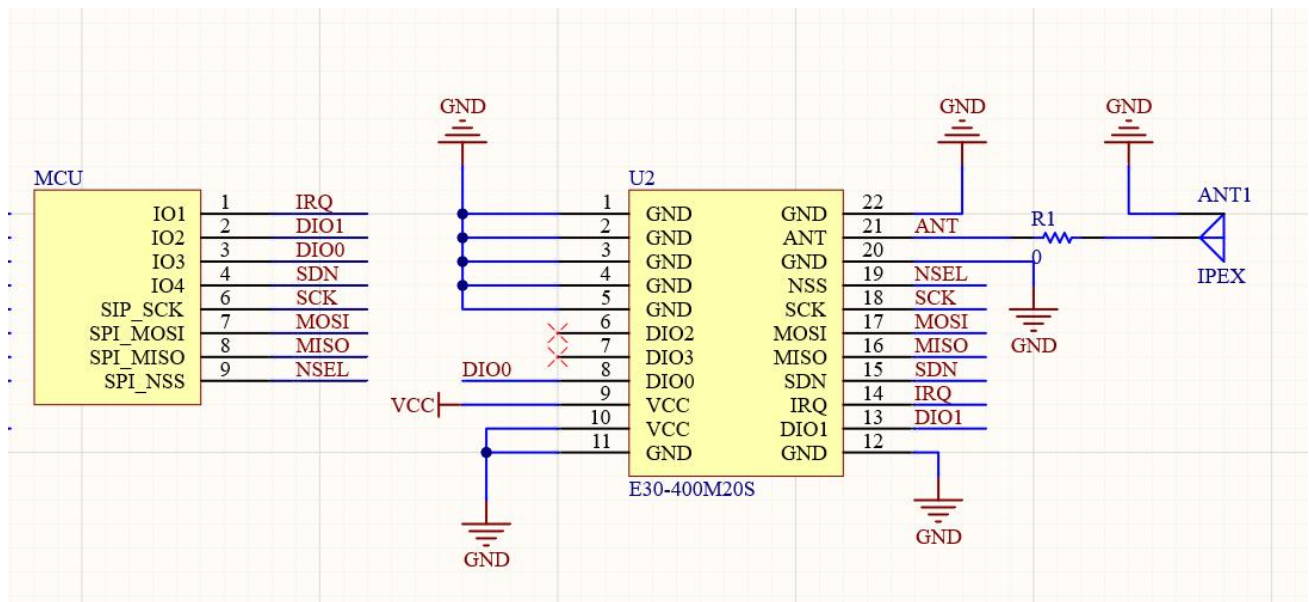 GND
GND
GND
MCU
IO1 1 IRQ
IO2 2 DIO1
IO3 3 DIO0
IO4 4 SDN
SIP_SCK 6 SCK
SPI_MOSI 7 MOSI
SPI_MISO 8 MISO
SPI_NSS 9 NSEL
U2
1 GND
2 GND
3 GND
4 GND
5 GND
6 DIO2
7 DIO3
DIO0 8 DIO0
VCC 9 VCC
10 VCC
11 GND
GND 22
ANT 21 ANT
GND 20
NSS 19 NSEL
SCK 18 SCK
MOSI 17 MOSI
MISO 16 MISO
SDN 15 SDN
IRQ 14 IRQ
DIO1 13 DIO1
GND 12
E30-400M20S
R1
0
ANT1
IPEX
GND
GND
GND